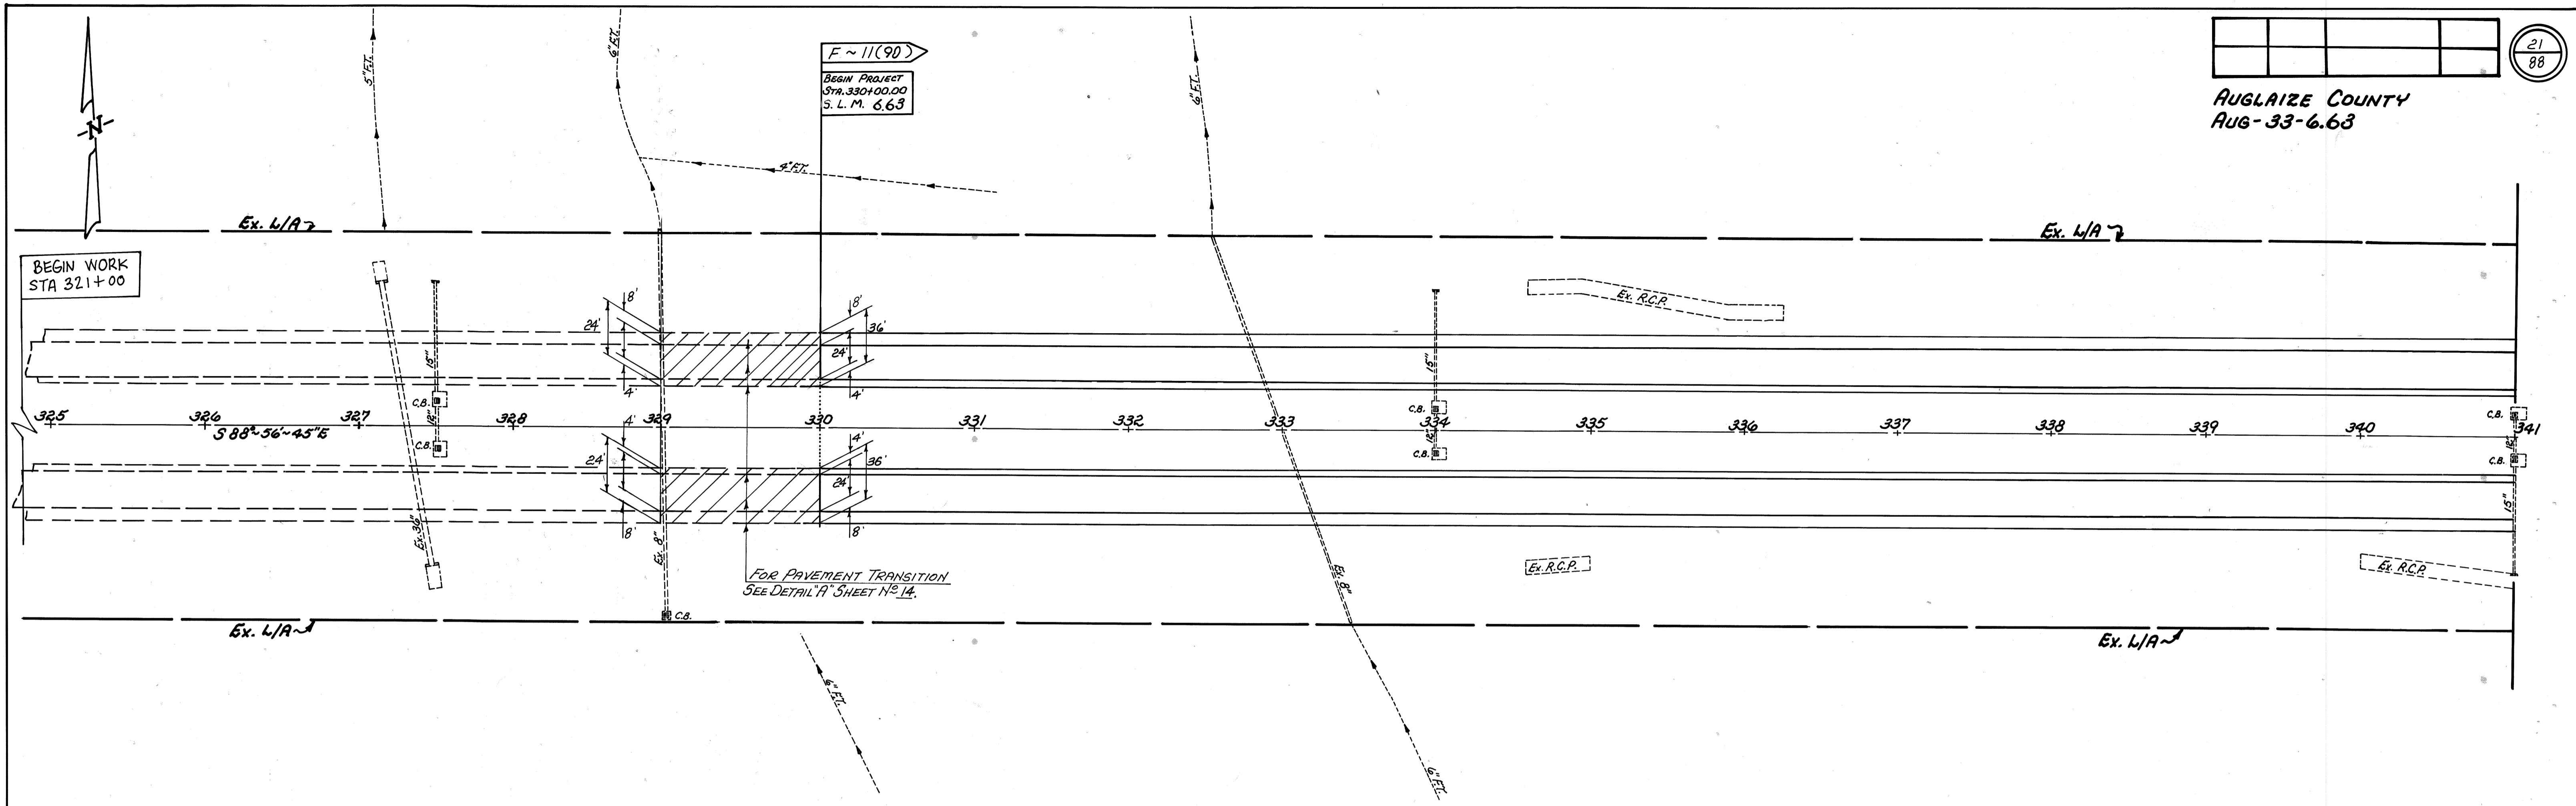 21
88
AUGLAIZE COUNTY
AUG-33-6.63
F~11(90)
BEGIN PROJECT
STA. 330+00.00
S. L. M. 6.63
N
5" F.T.
6" F.T.
4" F.T.
6" F.T.
Ex. L/A
Ex. L/A
BEGIN WORK
STA 321+00
Ex. R.C.P.
8'
24'
4'
8'
36'
24'
4'
15"
C.B.
12"
C.B.
15"
C.B.
12"
C.B.
C.B.
12"
C.B.
15"
325
326
327
328
329
330
331
332
333
334
335
336
337
338
339
340
341
S 88°~56'~45"E
4'
24'
8'
4'
36'
24'
8'
Ex. 36"
Ex. 8"
Ex. 8"
FOR PAVEMENT TRANSITION
SEE DETAIL "A" SHEET Nº 14.
Ex. R.C.P.
Ex. R.C.P.
C.B.
Ex. L/A
Ex. L/A
6" F.T.
6" F.T.